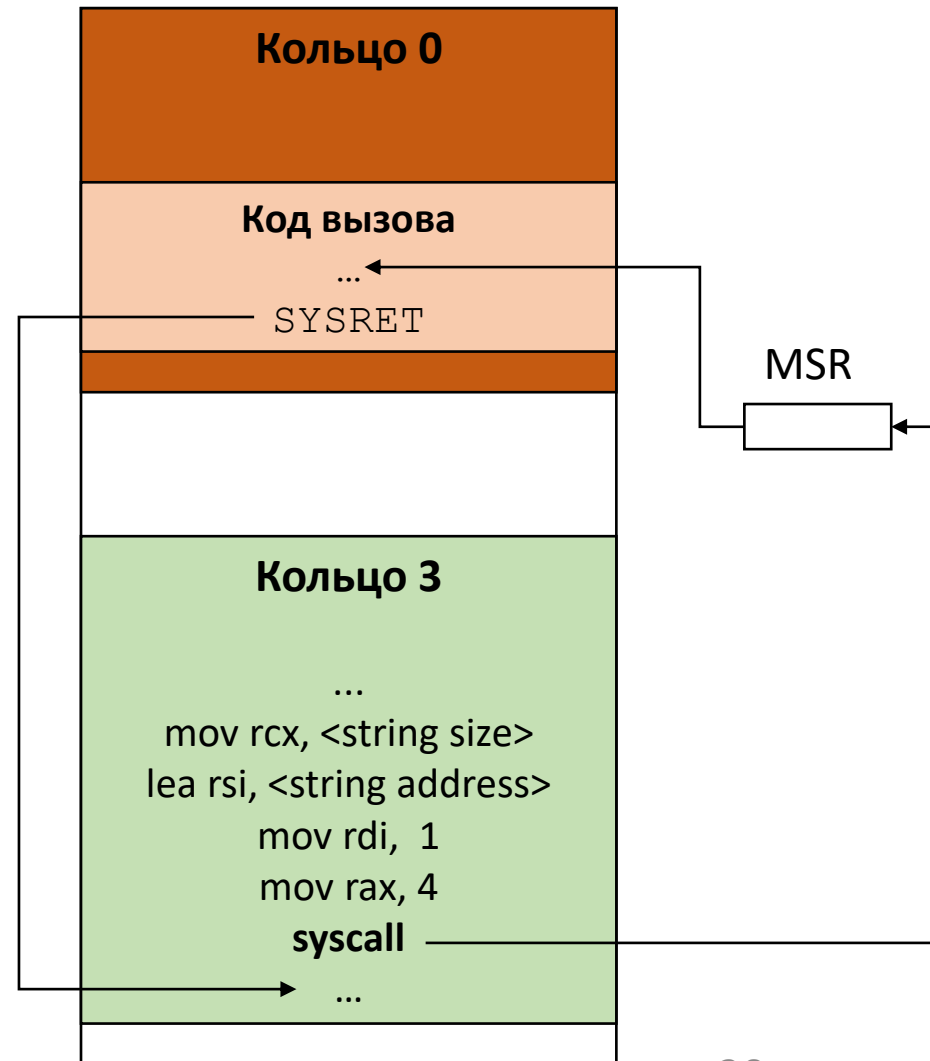 Кольцо 0
Код вызова
...
SYSRET
MSR
Кольцо 3
...
mov rcx, <string size>
lea rsi, <string address>
mov rdi, 1
mov rax, 4
syscall
...